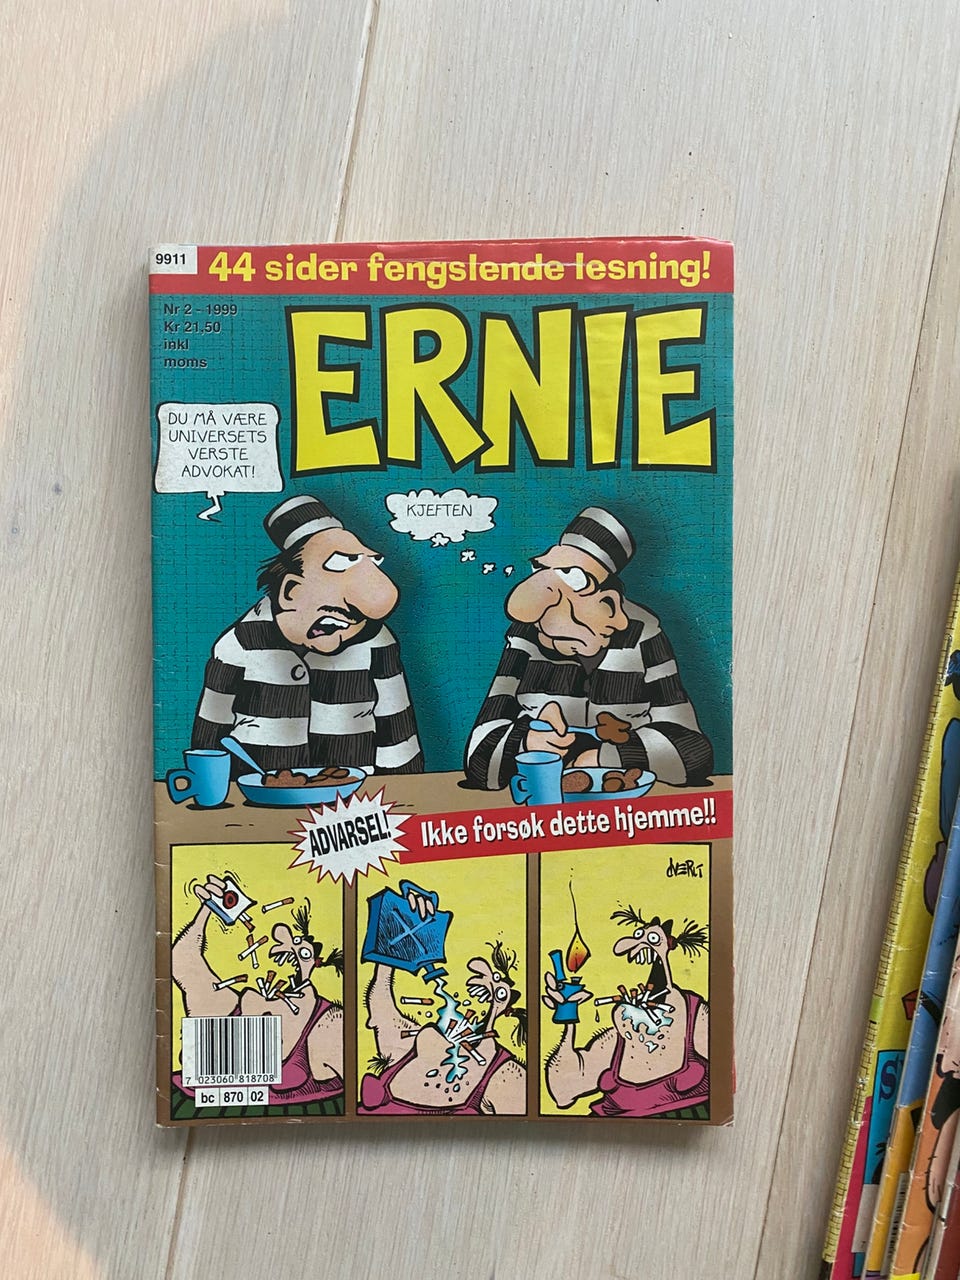 9911
44 sider fengslende lesning!
Nr 2 - 1999
Kr 21,50
inkl
moms
ERNIE
DU MÅ VÆRE
UNIVERSETS
VERSTE
ADVOKAT!
KJEFTEN
ADVARSEL!
Ikke forsøk dette hjemme!!
7 023060 818708
bc 870 02